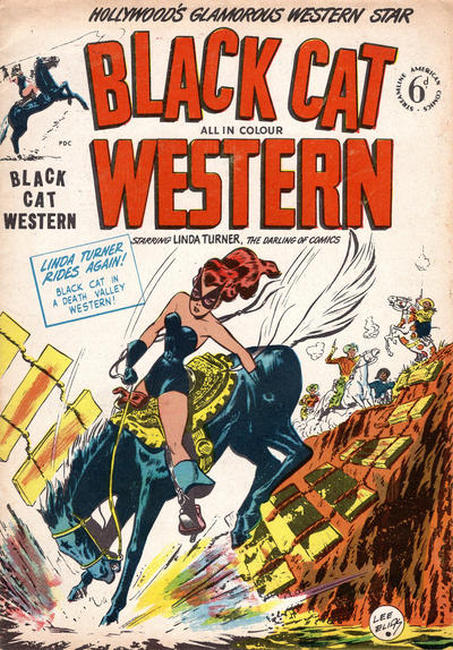 HOLLYWOOD'S GLAMOROUS WESTERN STAR
BLACK CAT
ALL IN COLOUR
WESTERN
STREAMLINE AMERICAN COMICS
6d
PDC
BLACK
CAT
WESTERN
STARRING LINDA TURNER, THE DARLING OF COMICS
LINDA TURNER
RIDES AGAIN!
BLACK CAT IN
A DEATH VALLEY
WESTERN!
LEE
ELIAS